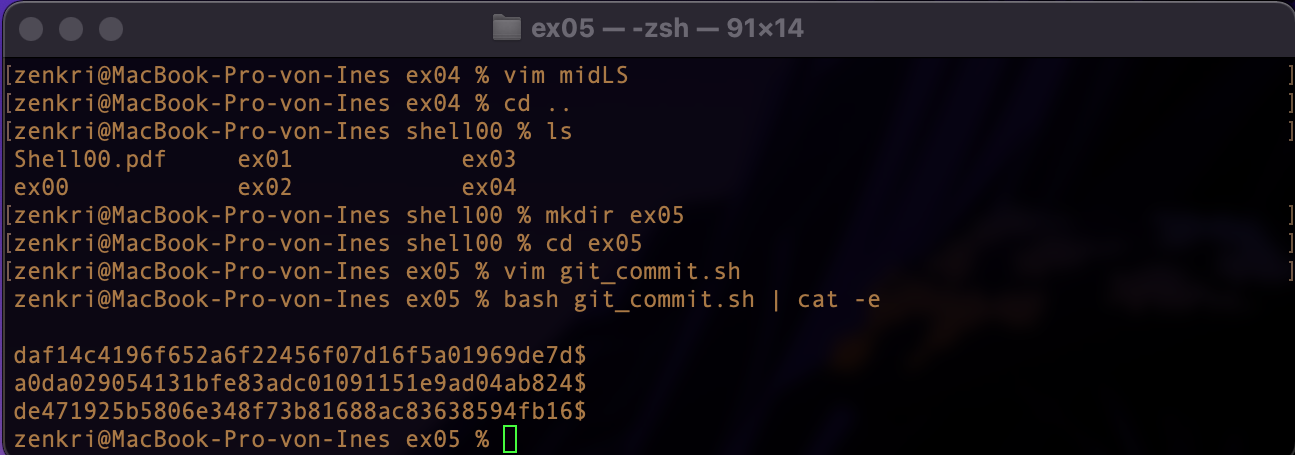 ex05 — -zsh — 91×14
[zenkri@MacBook-Pro-von-Ines ex04 % vim midLS ]
[zenkri@MacBook-Pro-von-Ines ex04 % cd .. ]
[zenkri@MacBook-Pro-von-Ines shell00 % ls ]
Shell00.pdf ex01 ex03
ex00 ex02 ex04
[zenkri@MacBook-Pro-von-Ines shell00 % mkdir ex05 ]
[zenkri@MacBook-Pro-von-Ines shell00 % cd ex05 ]
[zenkri@MacBook-Pro-von-Ines ex05 % vim git_commit.sh ]
zenkri@MacBook-Pro-von-Ines ex05 % bash git_commit.sh | cat -e
daf14c4196f652a6f22456f07d16f5a01969de7d$
a0da029054131bfe83adc01091151e9ad04ab824$
de471925b5806e348f73b81688ac83638594fb16$
zenkri@MacBook-Pro-von-Ines ex05 %